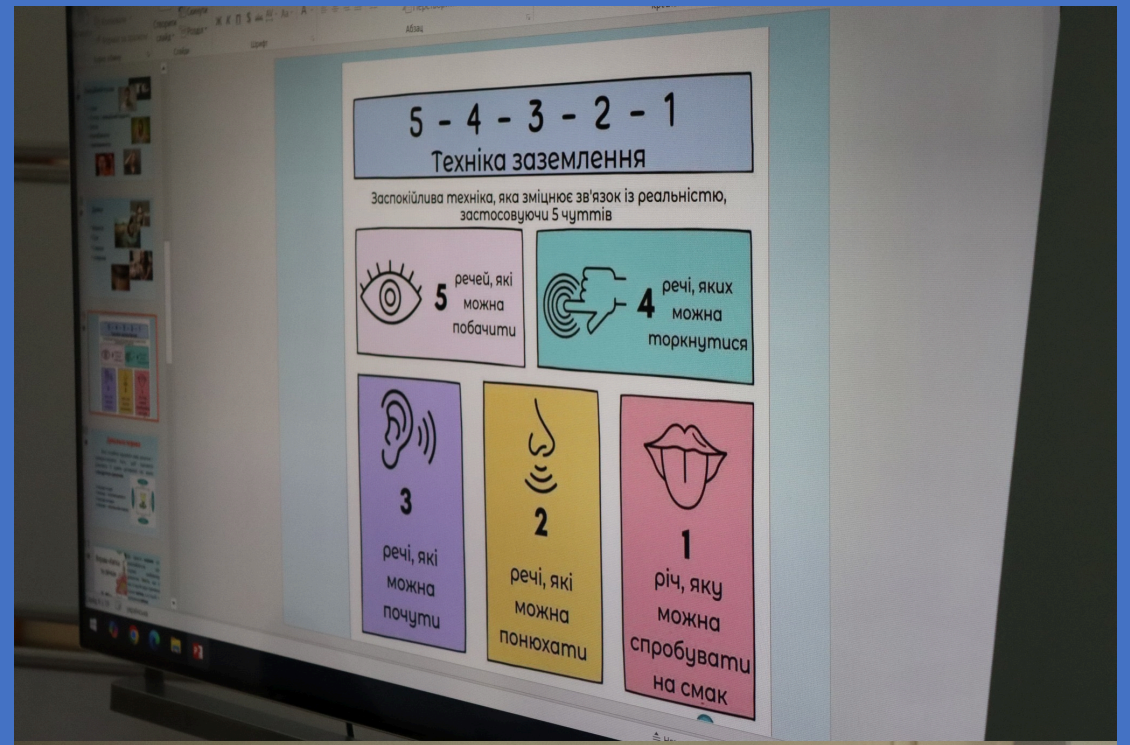 Шрифт
Абзац
5 - 4 - 3 - 2 - 1
Техніка заземлення
Заспокійлива техніка, яка зміцнює зв'язок із реальністю,
застосовуючи 5 чуттів
5
речей, які
можна
побачити
4
речі, яких
можна
торкнутися
3
речі, які
можна
почути
2
речі, які
можна
понюхати
1
річ, яку
можна
спробувати
на смак